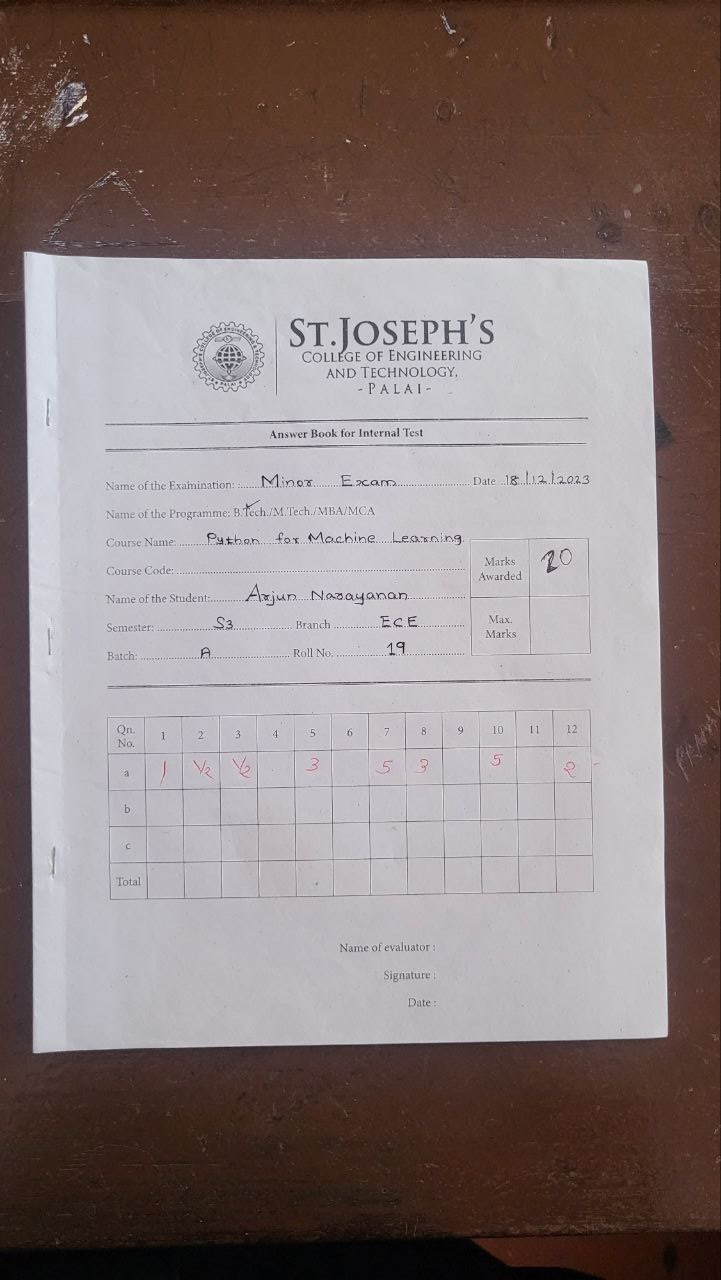 ST.JOSEPH'S
COLLEGE OF ENGINEERING
AND TECHNOLOGY,
- PALAI -
Answer Book for Internal Test
Name of the Examination: Minor Exam Date 18/12/2023
Name of the Programme: B.Tech./M.Tech./MBA/MCA
Course Name: Python for Machine Learning
Course Code:
Marks Awarded 20
Name of the Student: Arjun Narayanan
Semester: S3 Branch ECE
Max. Marks
Batch: A Roll No. 19
Qn. No. 1 2 3 4 5 6 7 8 9 10 11 12
a 1 1/2 1/2 3 5 3 5 2
b
c
Total
Name of evaluator :
Signature :
Date :